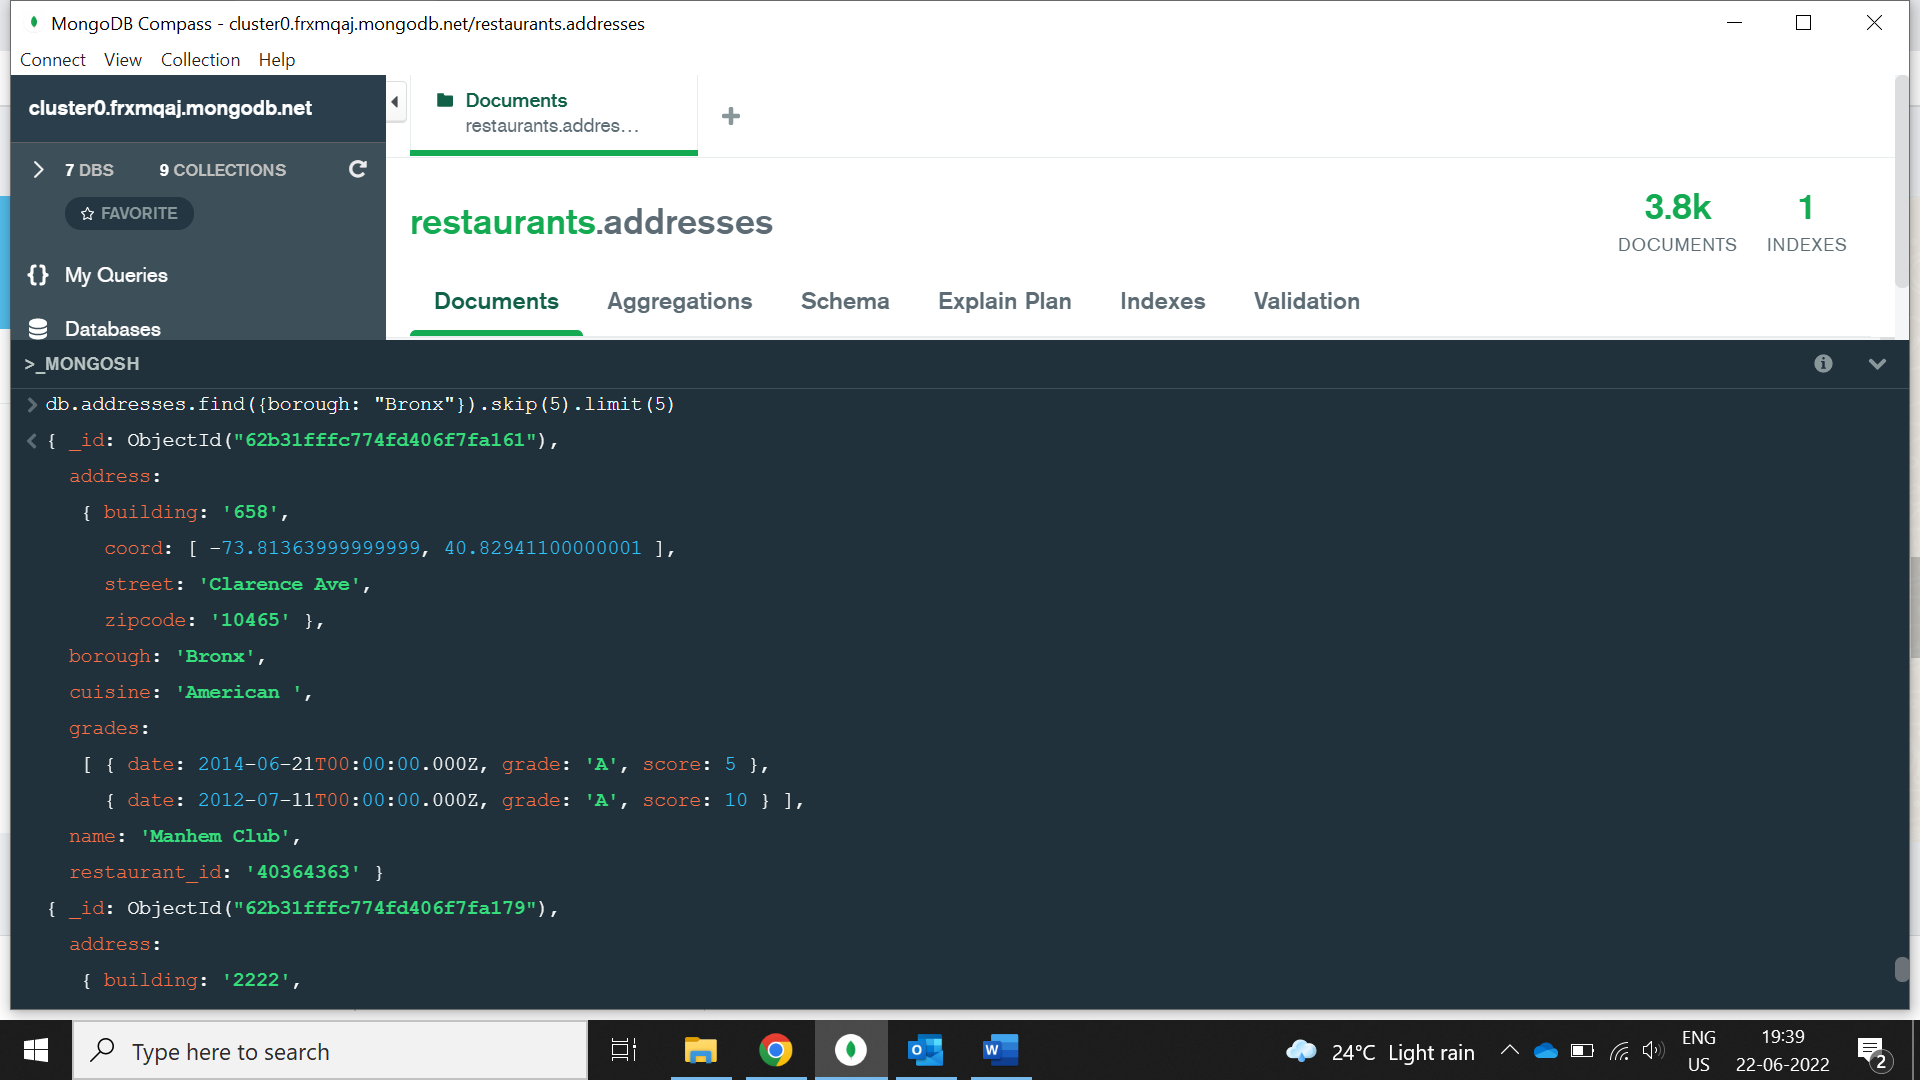 MongoDB Compass - cluster0.frxmqaj.mongodb.net/restaurants.addresses
Connect View Collection Help
cluster0.frxmqaj.mongodb.net
7 DBS 9 COLLECTIONS
FAVORITE
{} My Queries
Databases
Documents
restaurants.addres...
+
restaurants.addresses
3.8k
DOCUMENTS
1
INDEXES
Documents Aggregations Schema Explain Plan Indexes Validation
>_MONGOSH
> db.addresses.find({borough: "Bronx"}).skip(5).limit(5)
< { _id: ObjectId("62b31fffc774fd406f7fa161"),
address:
{ building: '658',
coord: [ -73.81363999999999, 40.82941100000001 ],
street: 'Clarence Ave',
zipcode: '10465' },
borough: 'Bronx',
cuisine: 'American ',
grades:
[ { date: 2014-06-21T00:00:00.000Z, grade: 'A', score: 5 },
{ date: 2012-07-11T00:00:00.000Z, grade: 'A', score: 10 } ],
name: 'Manhem Club',
restaurant_id: '40364363' }
{ _id: ObjectId("62b31fffc774fd406f7fa179"),
address:
{ building: '2222',
Type here to search
24°C Light rain
ENG
US
19:39
22-06-2022
2